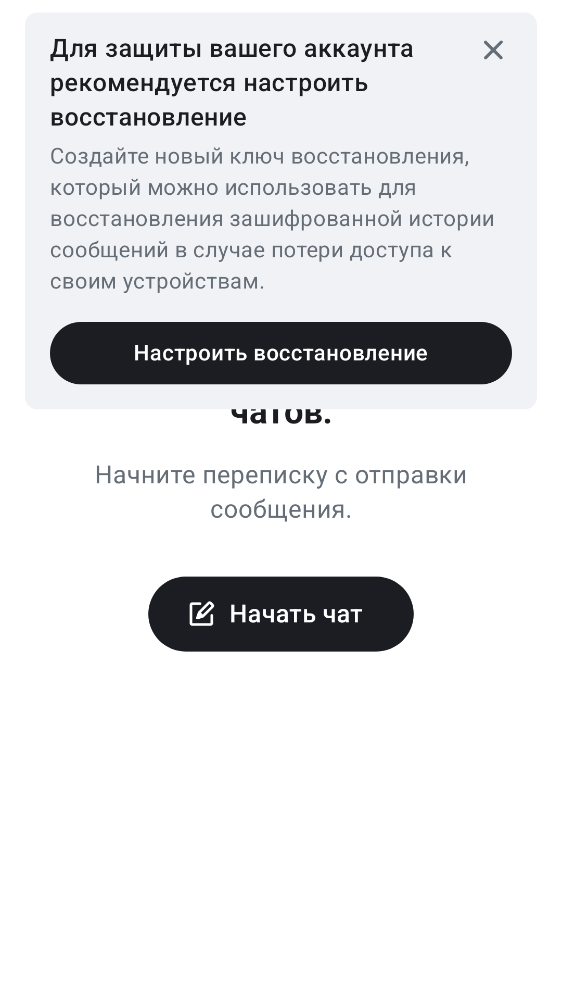 Для защиты вашего аккаунта
рекомендуется настроить
восстановление
Создайте новый ключ восстановления,
который можно использовать для
восстановления зашифрованной истории
сообщений в случае потери доступа к
своим устройствам.
Настроить восстановление
чатов.
Начните переписку с отправки
сообщения.
Начать чат